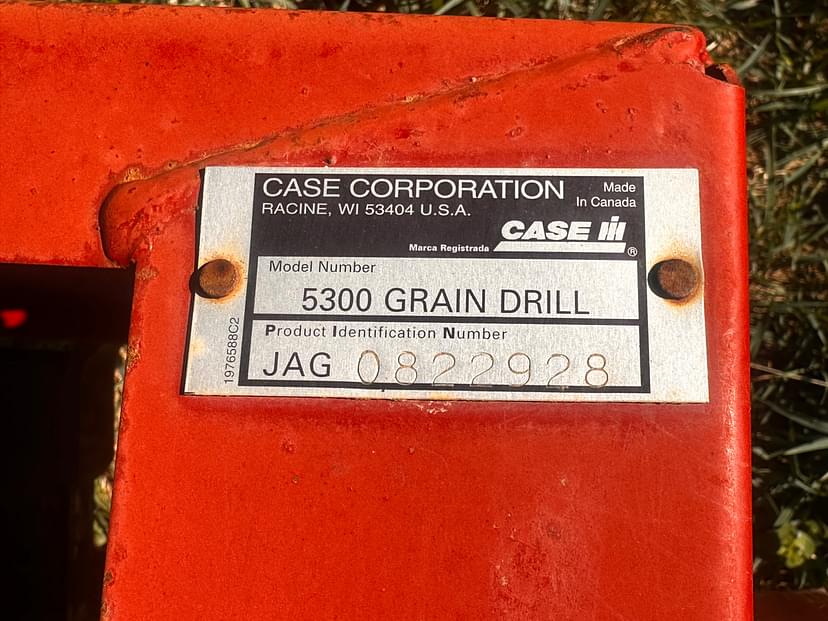 CASE CORPORATION
RACINE, WI 53404 U.S.A.
Made
In Canada
CASE IH
Marca Registrada
®
Model Number
5300 GRAIN DRILL
Product Identification Number
JAG 0822928
1976588C2